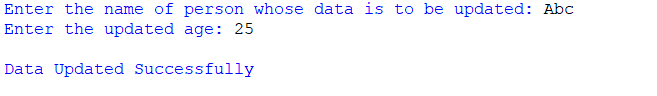 Enter the name of person whose data is to be updated: Abc
Enter the updated age: 25
Data Updated Successfully